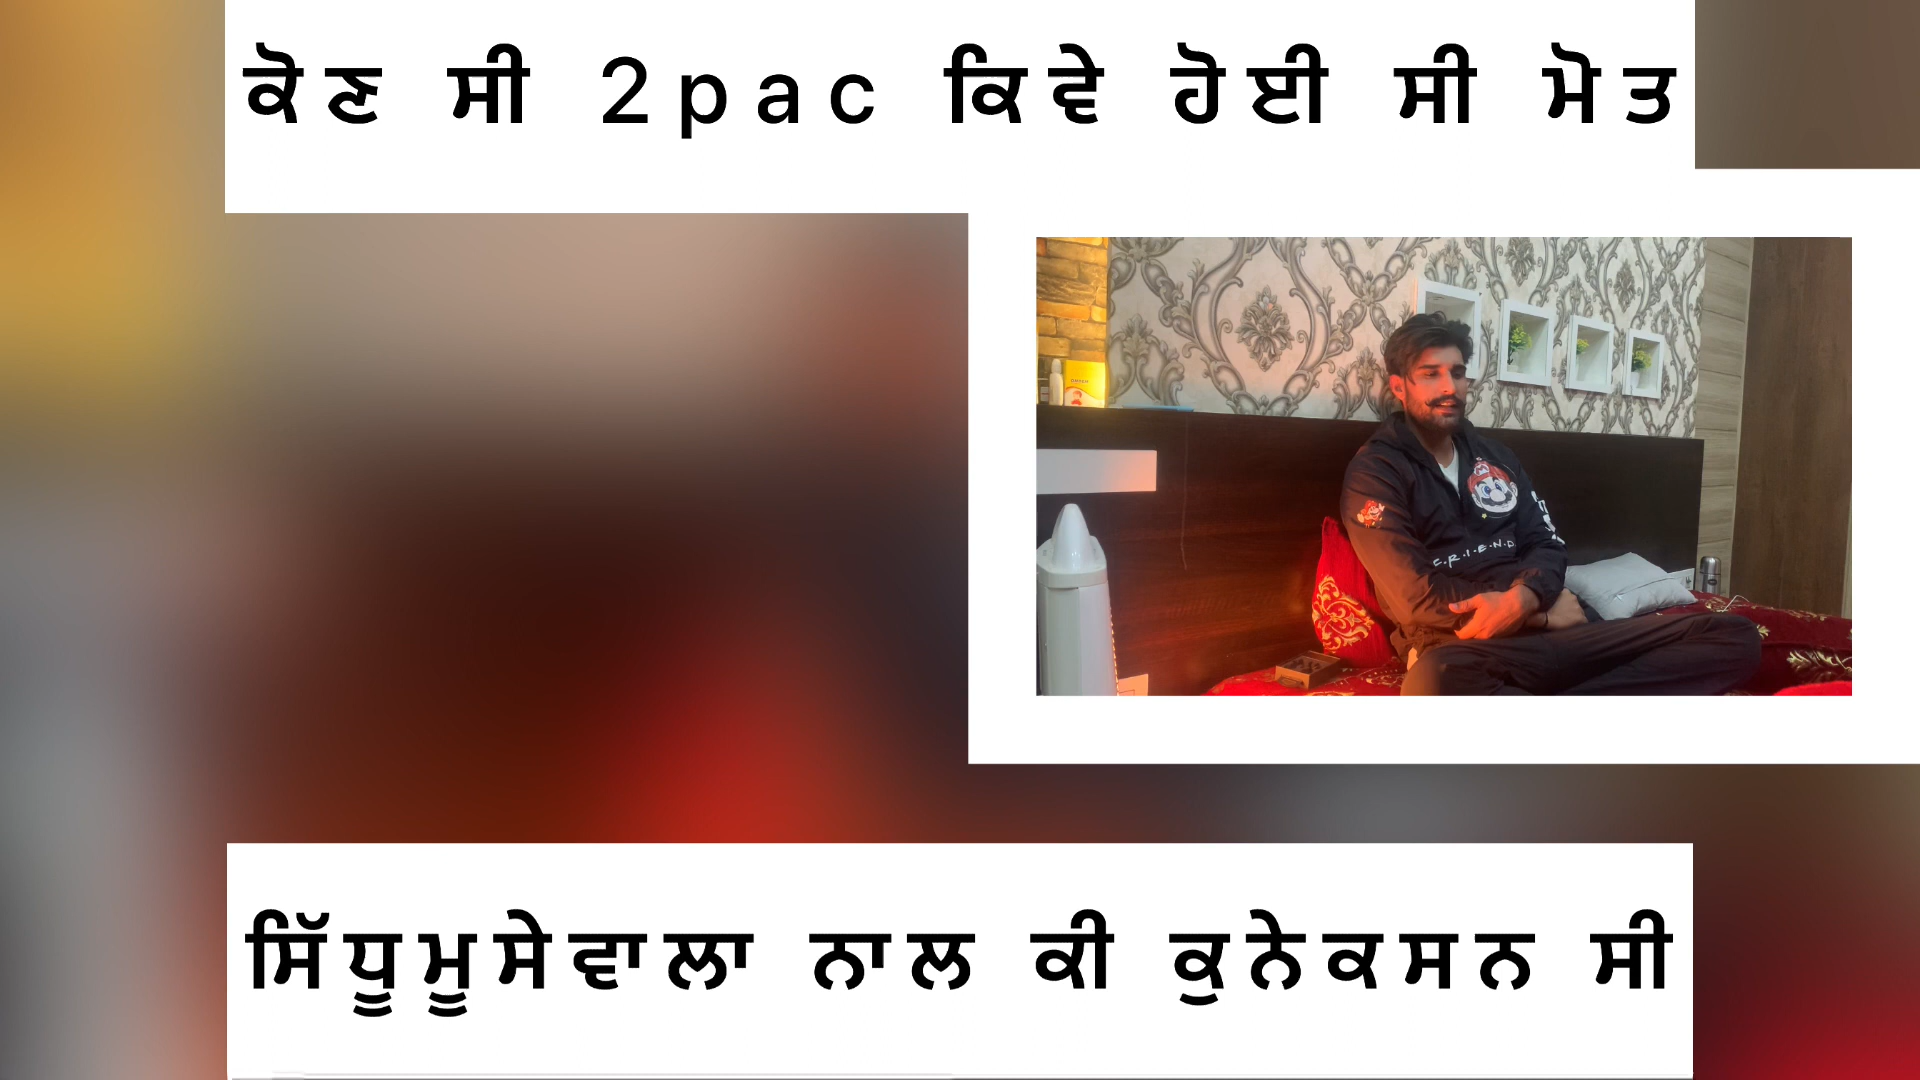 ਕੋਣ ਸੀ 2pac ਕਿਵੇ ਹੋਈ ਸੀ ਮੋਤ
F.R.I.E.N.D
ਸਿੱਧੂਮੂਸੇਵਾਲਾ ਨਾਲ ਕੀ ਕੁਨੇਕਸਨ ਸੀ